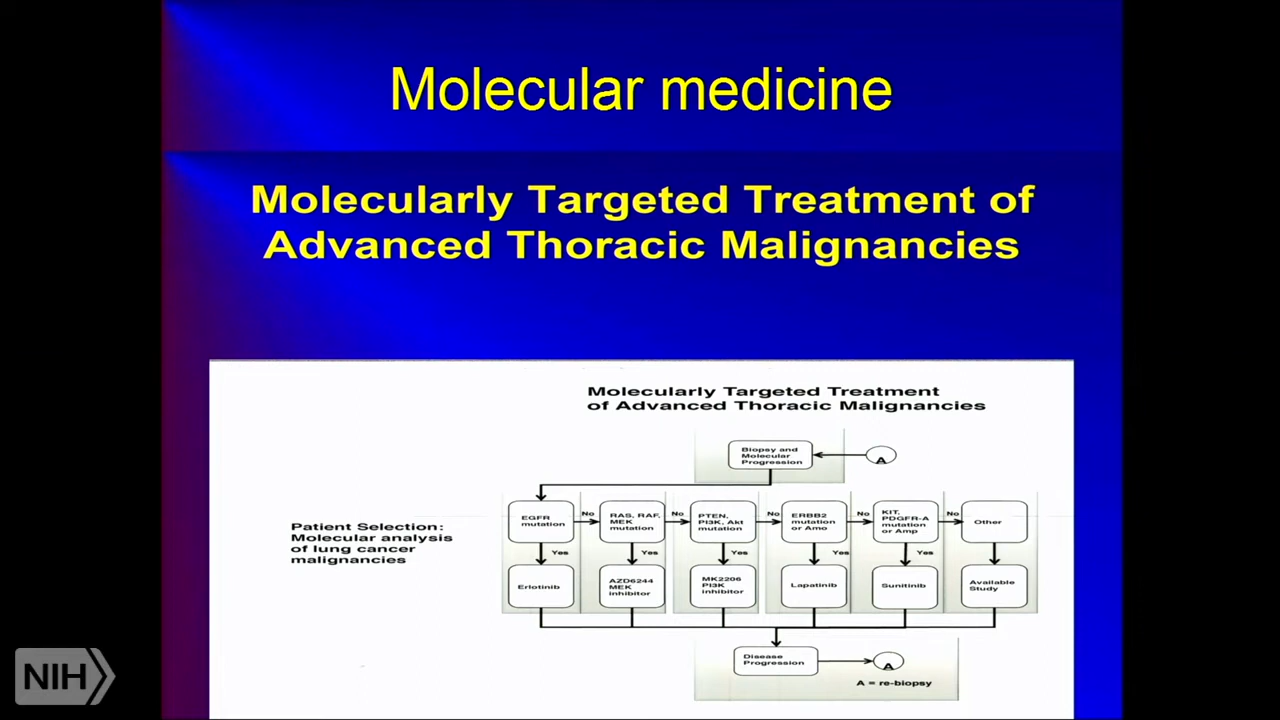 Molecular medicine
Molecularly Targeted Treatment of
Advanced Thoracic Malignancies
Molecularly Targeted Treatment
of Advanced Thoracic Malignancies
Biopsy and
Molecular
Progression
A
Patient Selection:
Molecular analysis
of lung cancer
malignancies
EGFR
mutation
No
RAS, RAF,
MEK
mutation
No
PTEN,
PI3K, Akt
mutation
No
ERBB2
mutation
or Amo
No
KIT,
PDGFR-A
mutation
or Amp
No
Other
Yes
Yes
Yes
Yes
Yes
Erlotinib
AZD6244
MEK
inhibitor
MK2206
PI3K
inhibitor
Lapatinib
Sunitinib
Available
Study
Disease
Progression
A
A = re-biopsy
NIH